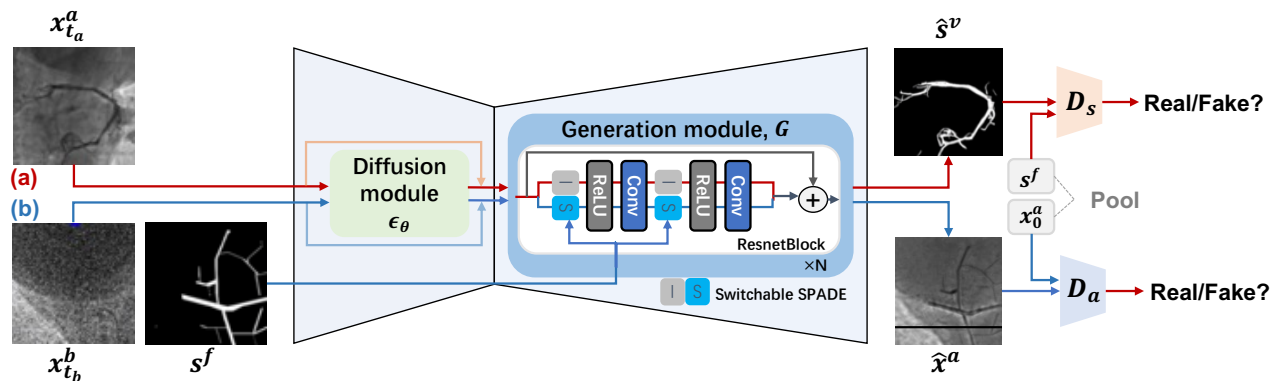 x^a_{t_a}
ŝ^v
(a)
(b)
Diffusion
module
ϵ_θ
Generation module, G
I
S
ReLU
Conv
I
S
ReLU
Conv
+
ResnetBlock
×N
I S Switchable SPADE
D_s
Real/Fake?
s^f
x^a_0
Pool
D_a
Real/Fake?
x^b_{t_b}
s^f
x̂^a